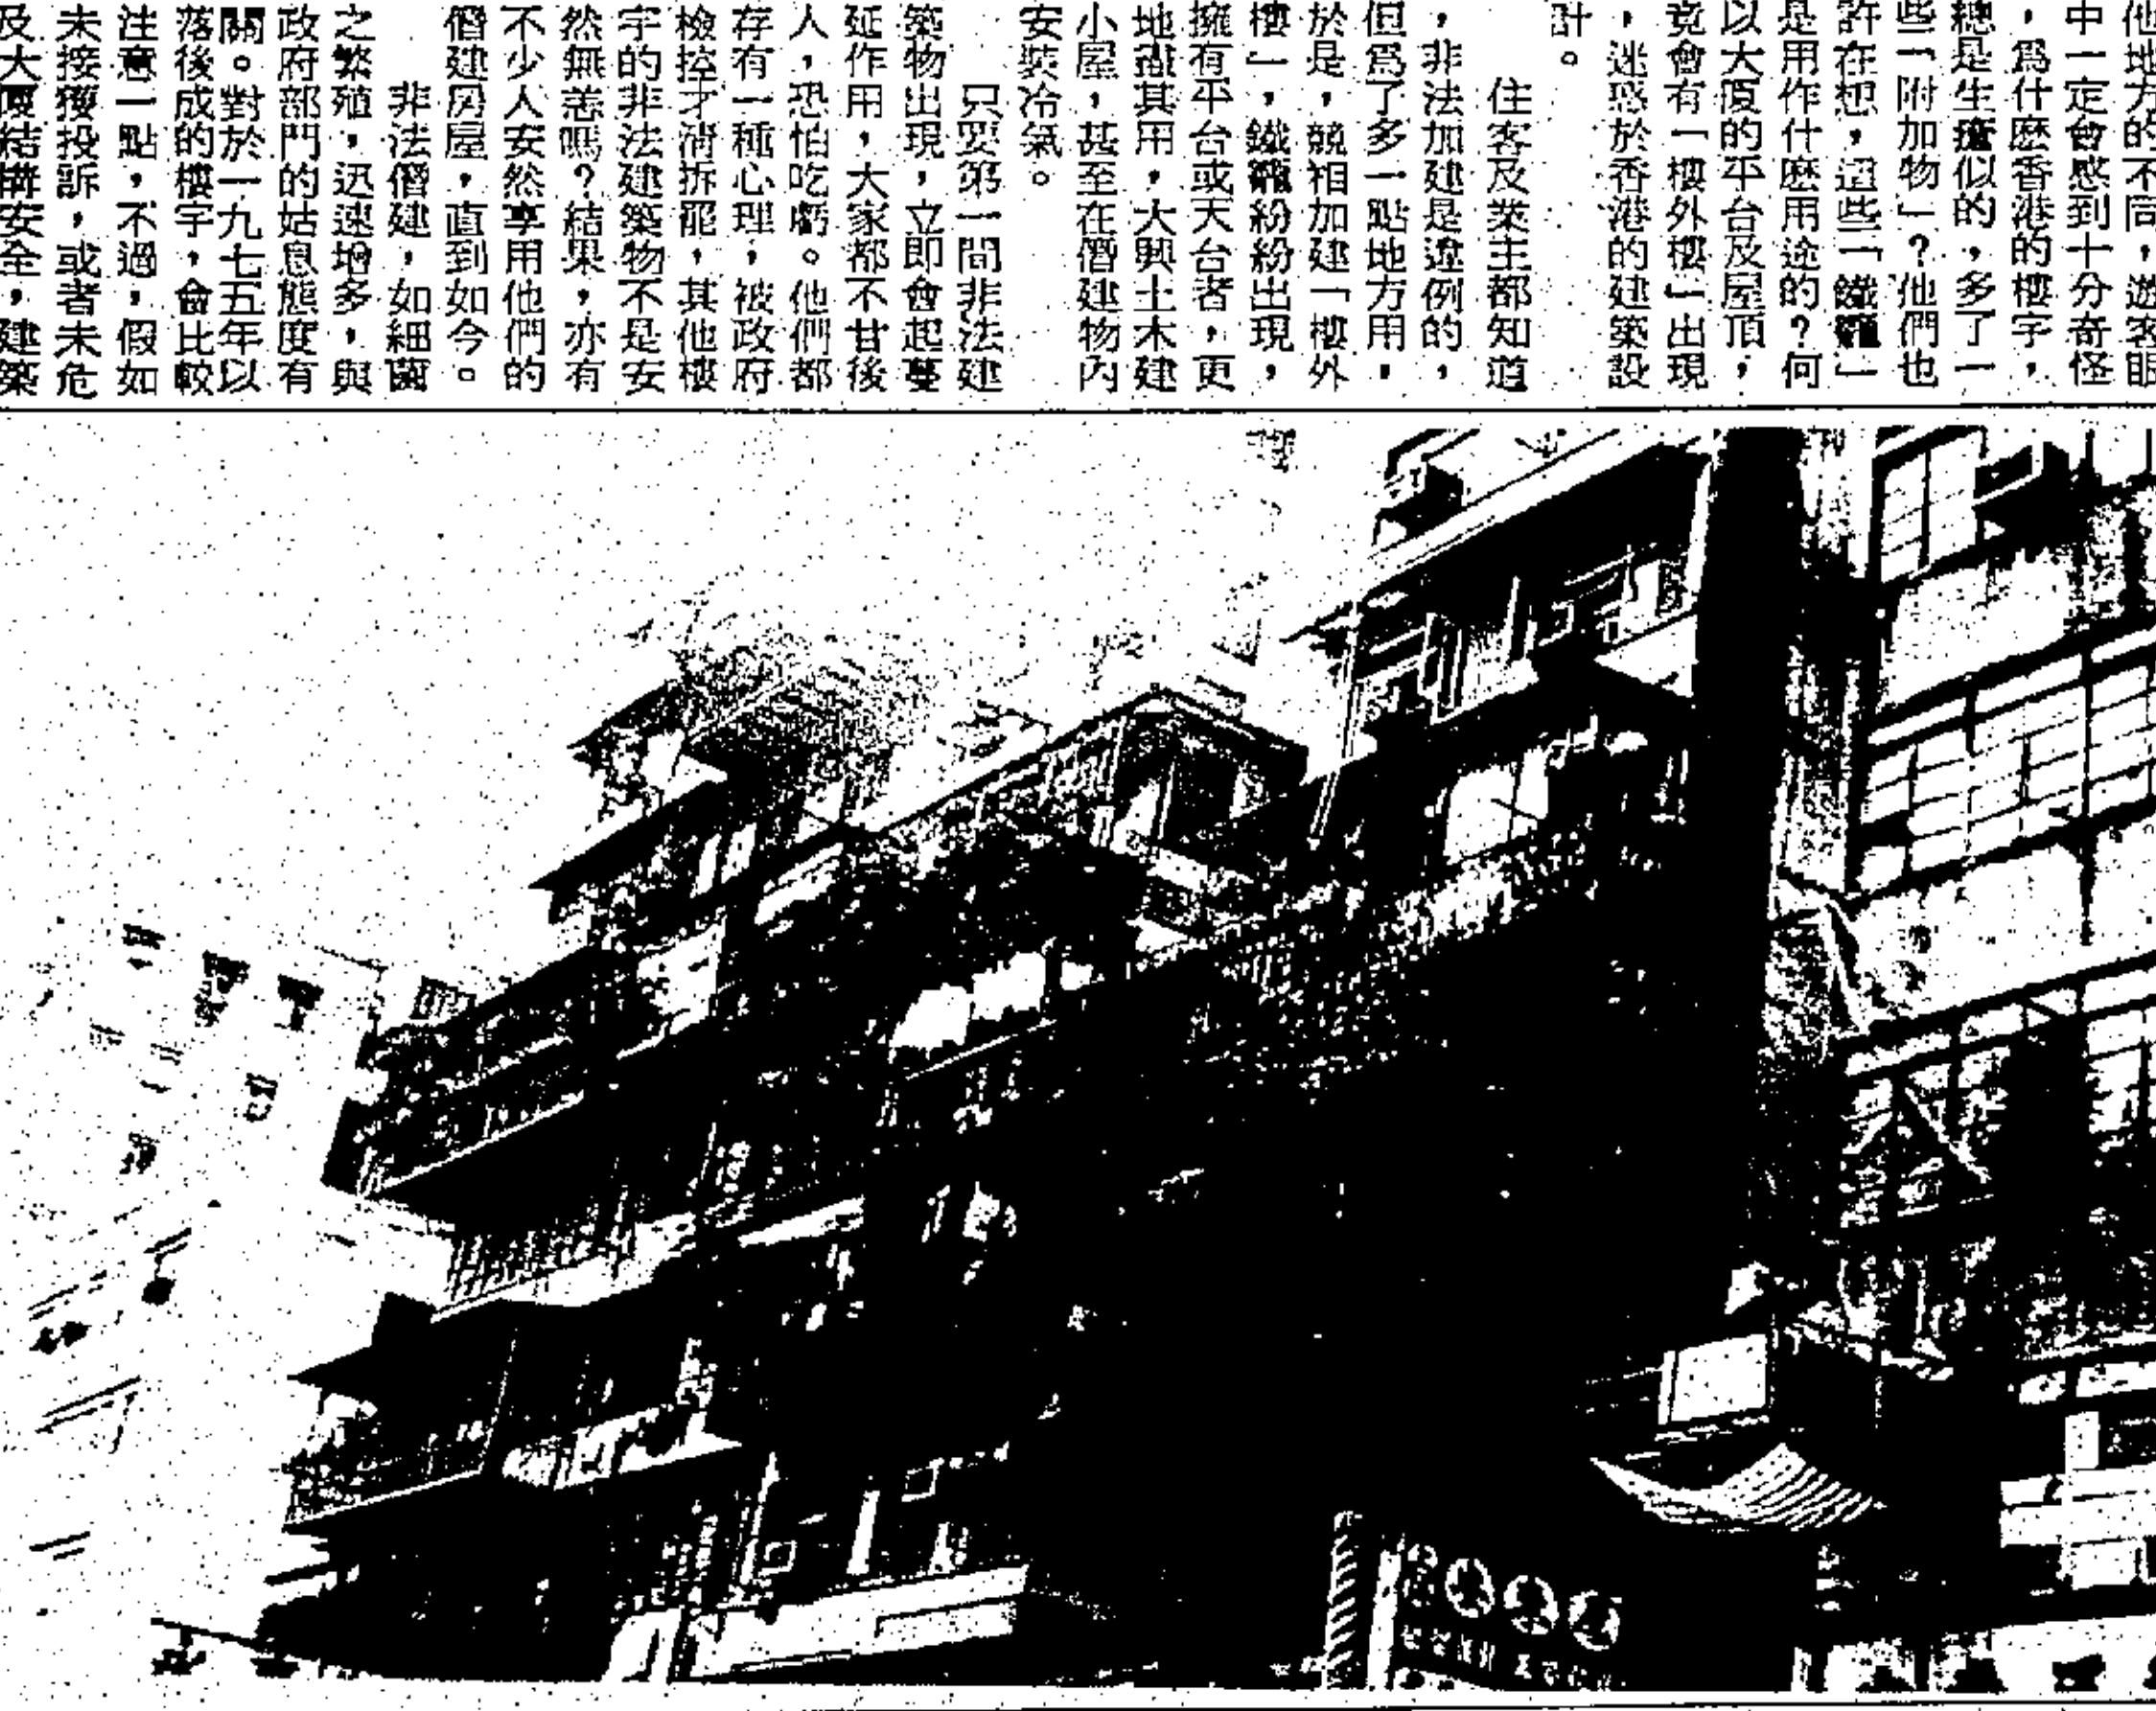 他地方的不同，遊客眼
中一定會感到十分奇怪
，爲什麽香港的樓宇，
總是生瘡似的，多了一
些「附加物」？他們也
許在想，這些「鐵籠」
是用作什麽用途的？何
以大廈的平台及屋頂，
竟會有「樓外樓」出現
，迷惑於香港的建築設
計。
住客及業主都知道
，非法加建是違例的，
但爲了多一點地方用，
於是，競相加建「樓外
樓」，鐵籠紛紛出現，
擁有平台或天台者，更
地盡其用，大興土木建
小屋，甚至在僭建物內
安裝冷氣。
只要第一間非法建
築物出現，立即會起蔓
延作用，大家都不甘後
人，恐怕吃虧。他們都
存有一種心理，被政府
檢控才清拆罷，其他樓
宇的非法建築物不是安
然無恙嗎？結果，亦有
不少人安然享用他們的
僭建房屋，直到如今。
非法僭建，如細菌
之繁殖，迅速增多，與
政府部門的姑息態度有
關。對於一九七五年以
落後成的樓宇，會比較
注意一點，不過，假如
未接獲投訴，或者未危
及大廈結構安全，建築